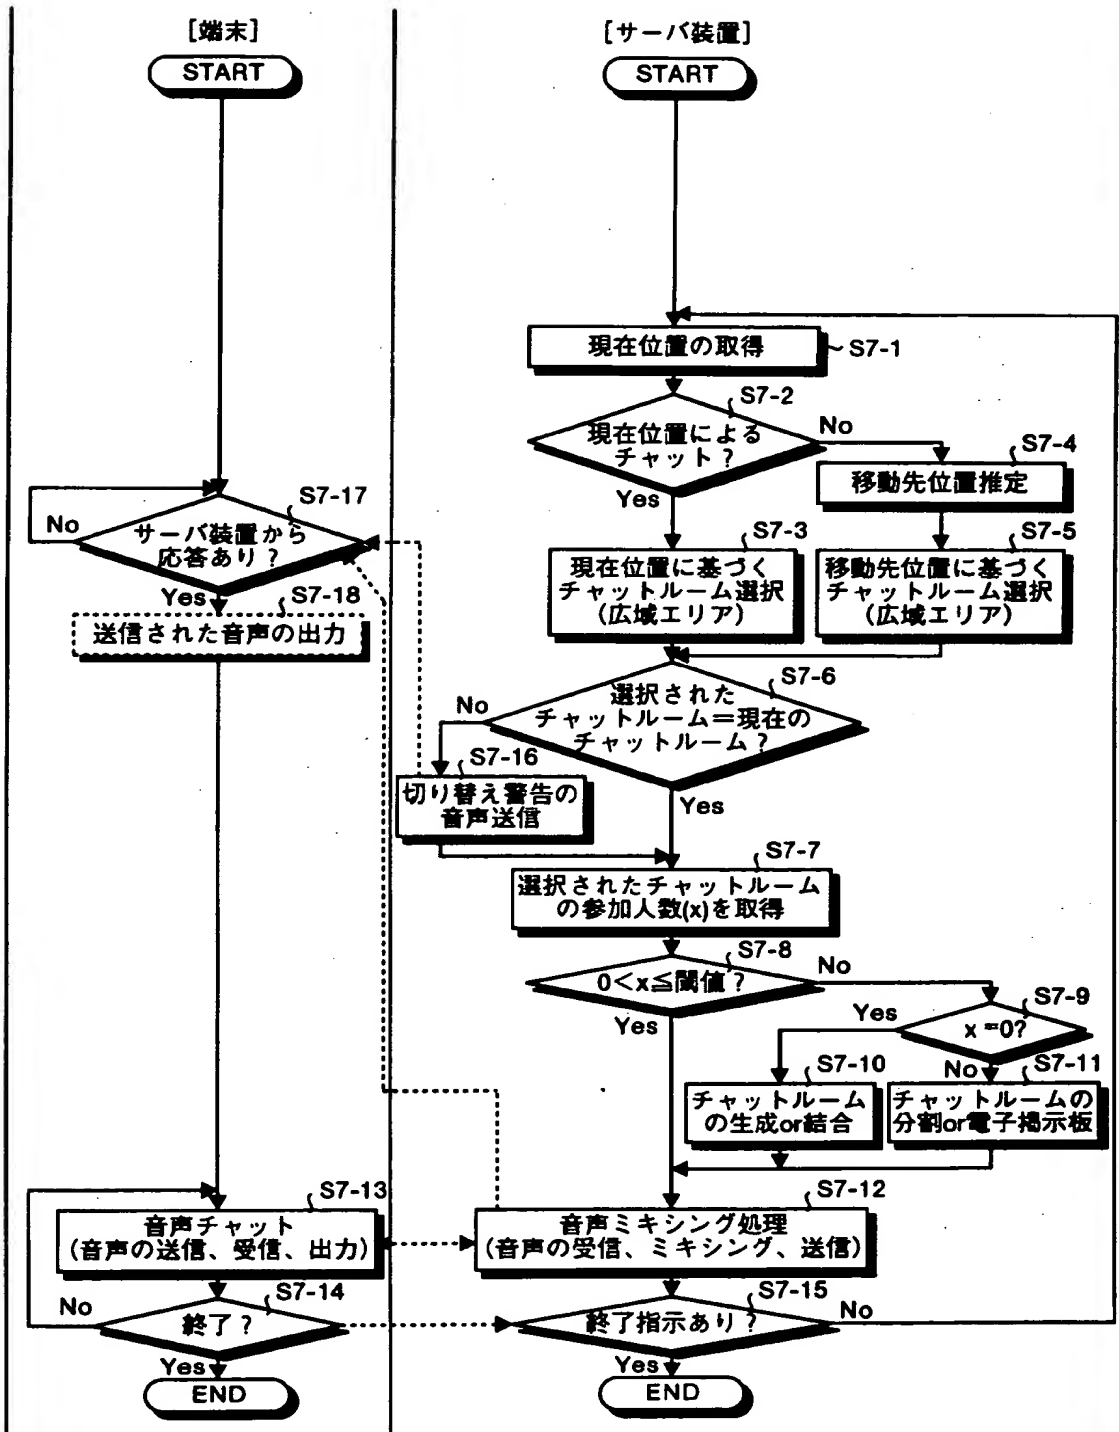 [端末]
START
No
S7-17
サーバ装置から
応答あり?
Yes
S7-18
送信された音声の出力
S7-13
音声チャット
(音声の送信、受信、出力)
No
S7-14
終了?
Yes
END
[サーバ装置]
START
現在位置の取得
S7-1
S7-2
現在位置による
チャット?
No
Yes
S7-4
移動先位置推定
S7-3
現在位置に基づく
チャットルーム選択
(広域エリア)
S7-5
移動先位置に基づく
チャットルーム選択
(広域エリア)
S7-6
選択された
チャットルーム=現在の
チャットルーム?
No
Yes
S7-16
切り替え警告の
音声送信
S7-7
選択されたチャットルーム
の参加人数(x)を取得
S7-8
0<x≦閾値?
No
Yes
S7-9
x=0?
Yes
No
S7-10
チャットルーム
の生成or結合
S7-11
チャットルームの
分割or電子掲示板
S7-12
音声ミキシング処理
(音声の受信、ミキシング、送信)
S7-15
終了指示あり?
No
Yes
END